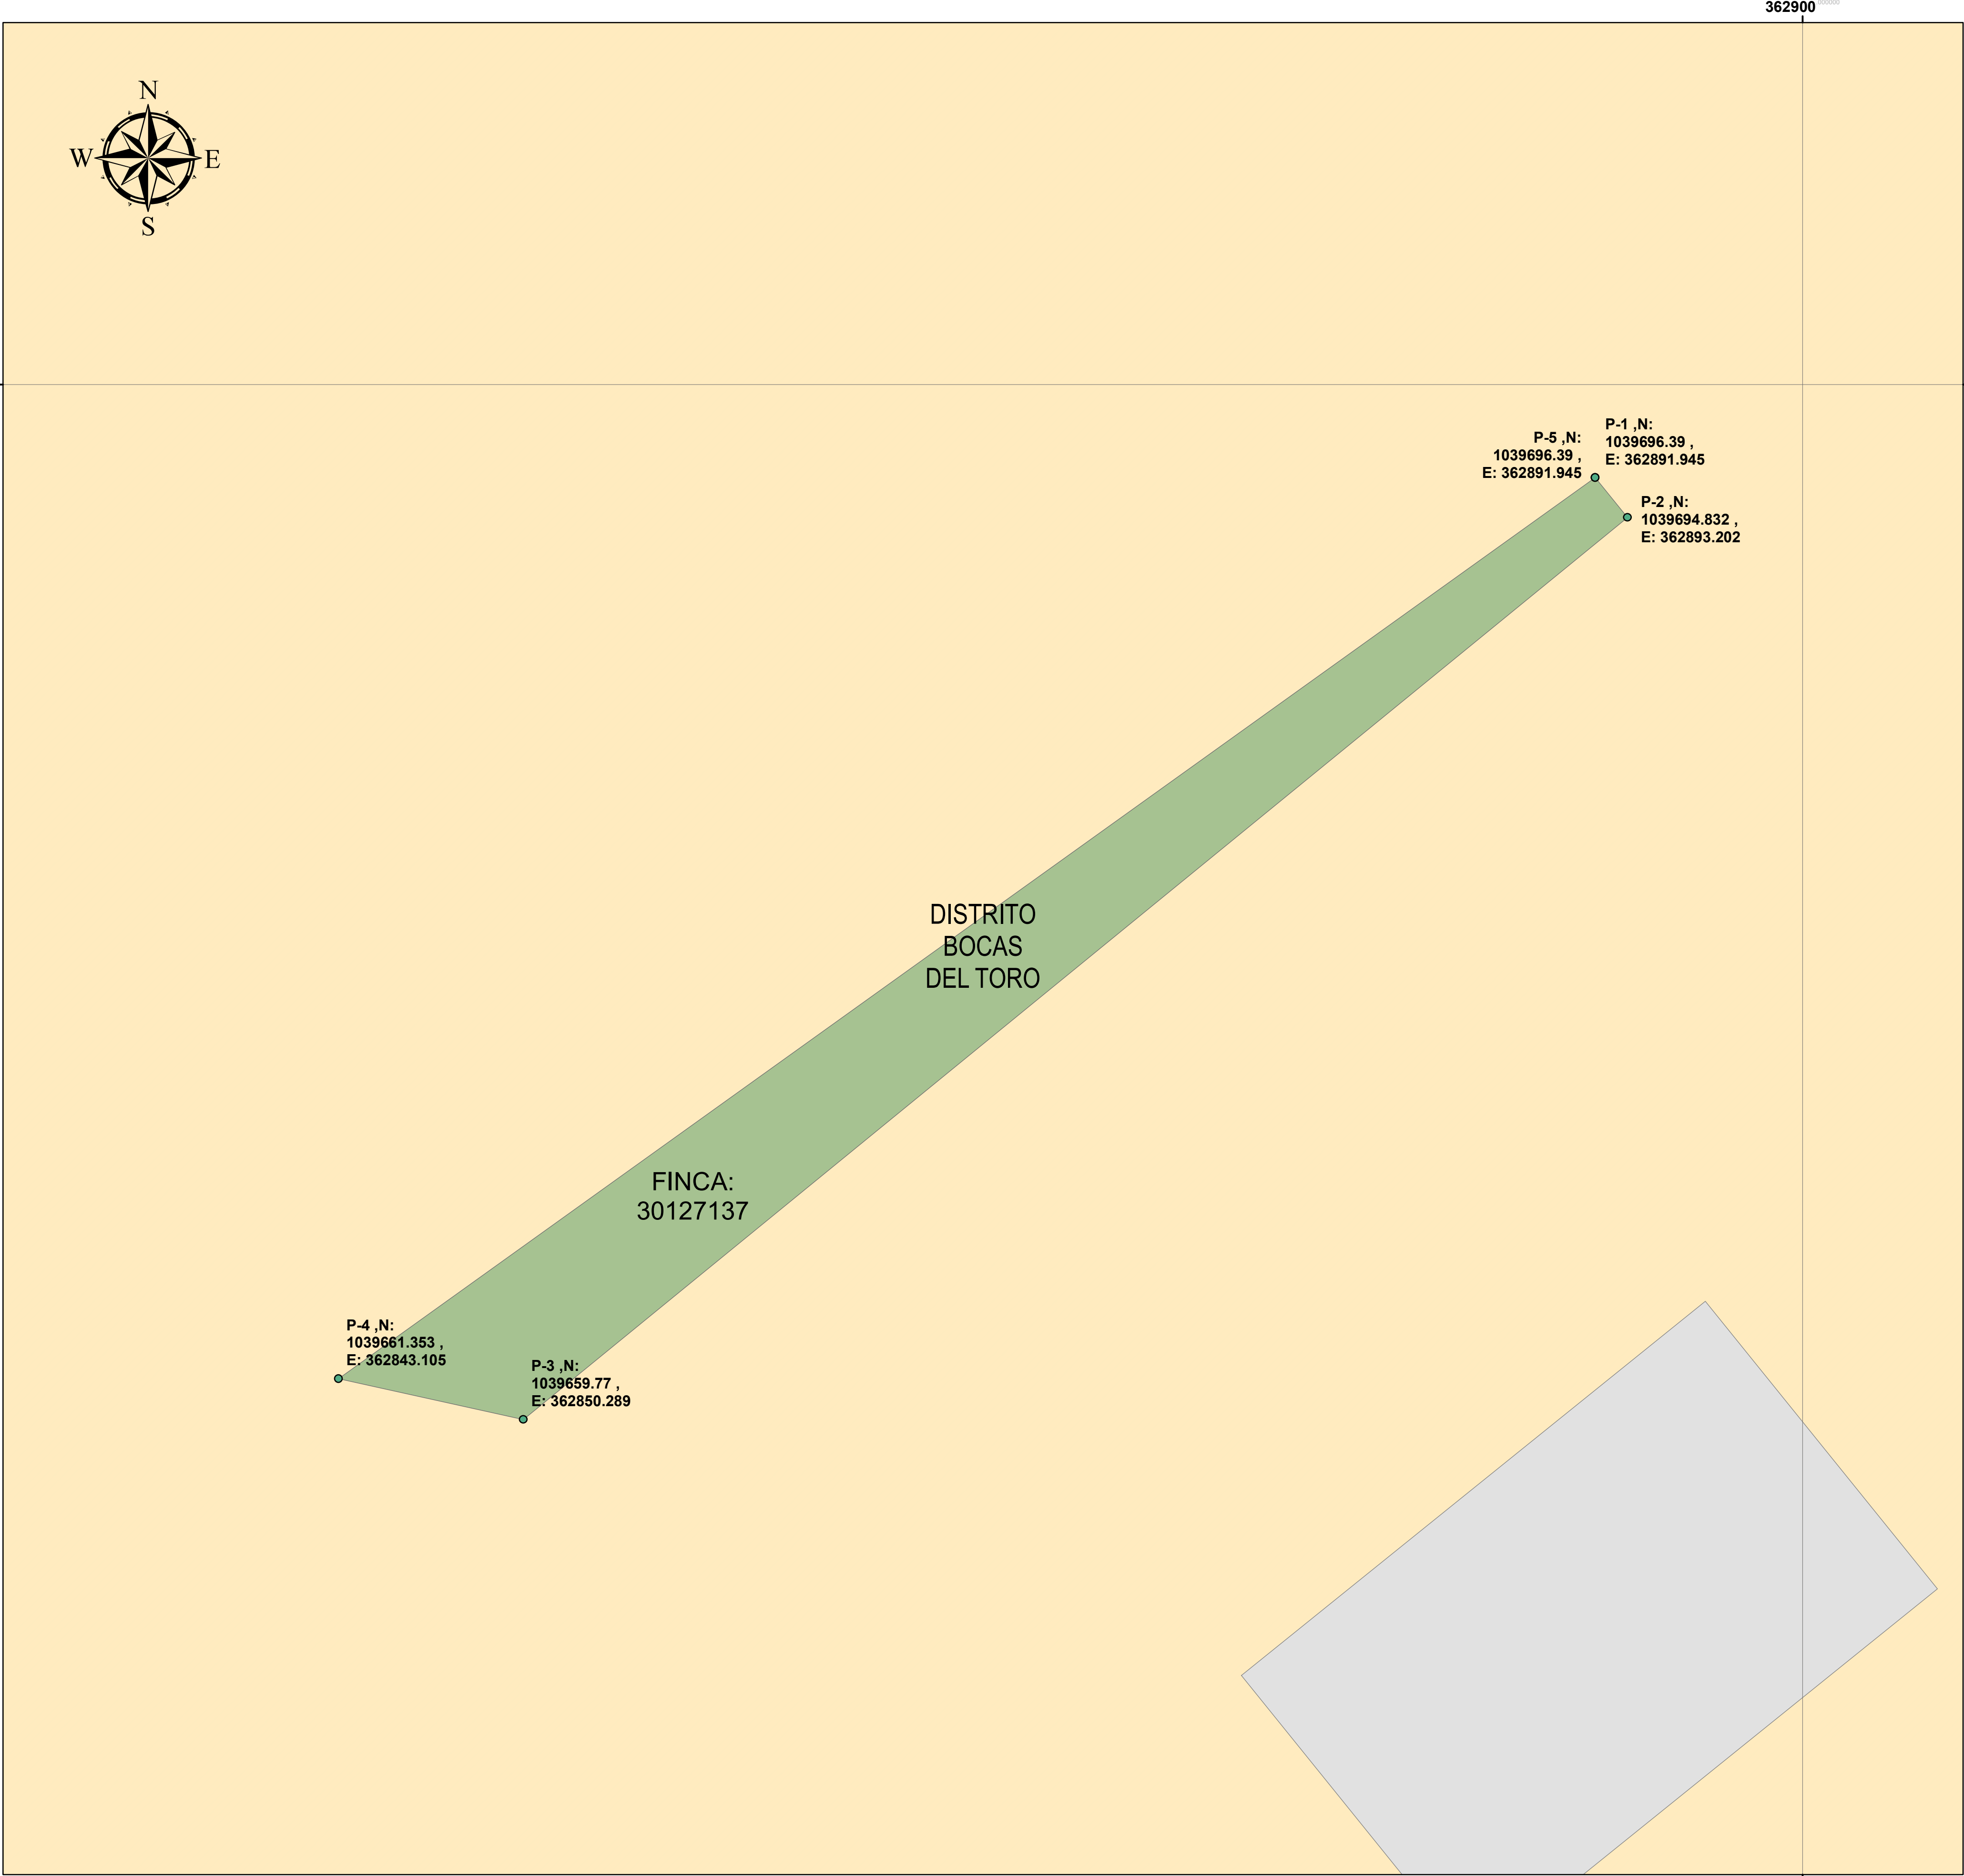 362900
000000
N
W
E
S
P-1 ,N:
1039696.39 ,
E: 362891.945
P-5 ,N:
1039696.39 ,
E: 362891.945
P-2 ,N:
1039694.832 ,
E: 362893.202
DISTRITO
BOCAS
DEL TORO
FINCA:
30127137
P-4 ,N:
1039661.353 ,
E: 362843.105
P-3 ,N:
1039659.77 ,
E: 362850.289